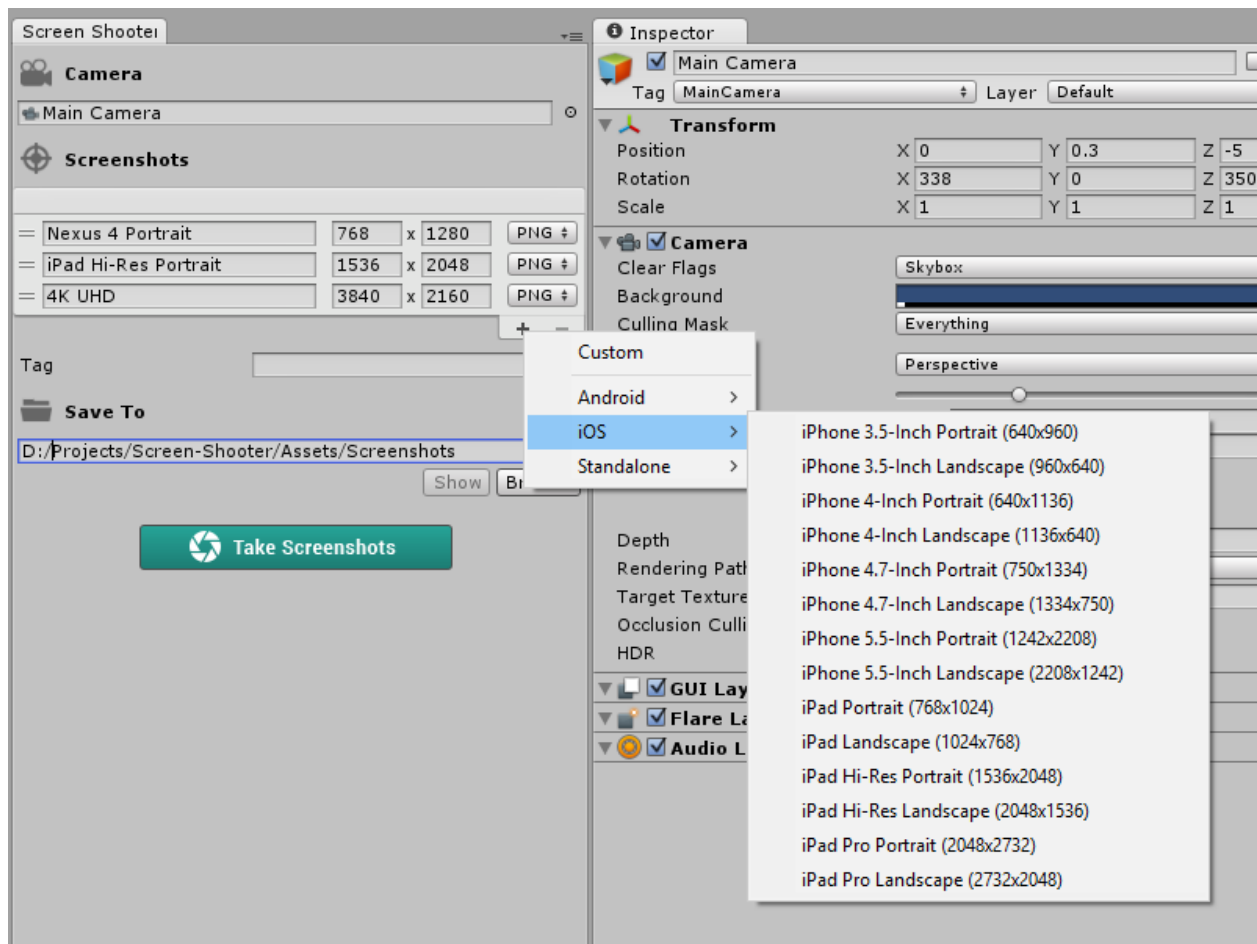 Screen Shooter
Camera
Main Camera
Screenshots
Nexus 4 Portrait 768 x 1280 PNG
iPad Hi-Res Portrait 1536 x 2048 PNG
4K UHD 3840 x 2160 PNG
+ −
Tag
Save To
D:/Projects/Screen-Shooter/Assets/Screenshots
Show
Take Screenshots
Custom
Android >
iOS >
Standalone >
iPhone 3.5-Inch Portrait (640x960)
iPhone 3.5-Inch Landscape (960x640)
iPhone 4-Inch Portrait (640x1136)
iPhone 4-Inch Landscape (1136x640)
iPhone 4.7-Inch Portrait (750x1334)
iPhone 4.7-Inch Landscape (1334x750)
iPhone 5.5-Inch Portrait (1242x2208)
iPhone 5.5-Inch Landscape (2208x1242)
iPad Portrait (768x1024)
iPad Landscape (1024x768)
iPad Hi-Res Portrait (1536x2048)
iPad Hi-Res Landscape (2048x1536)
iPad Pro Portrait (2048x2732)
iPad Pro Landscape (2732x2048)
Inspector
Main Camera
Tag MainCamera Layer Default
Transform
Position X 0 Y 0.3 Z -5
Rotation X 338 Y 0 Z 350
Scale X 1 Y 1 Z 1
Camera
Clear Flags Skybox
Background
Culling Mask Everything
Perspective
Depth
Rendering Path
Target Texture
Occlusion Culli
HDR
GUI Lay
Flare La
Audio L